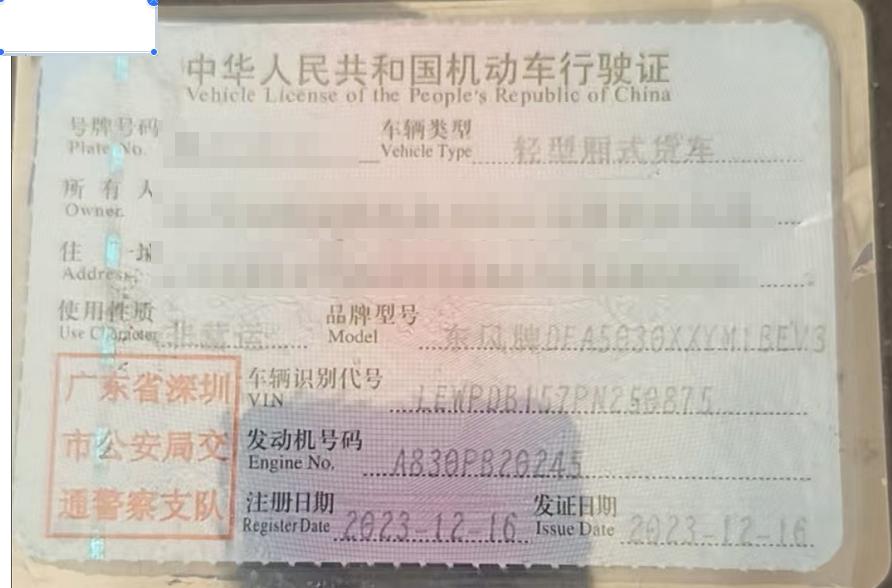 中华人民共和国机动车行驶证
Vehicle License of the People's Republic of China
号牌号码 车辆类型 轻型厢式货车
Plate No. Vehicle Type
所有人
Owner.
住 址
Address
使用性质 非营运 品牌型号 东风牌DFA5030XXYM1BEV3
Use Character Model
广东省深圳
市公安局交
通警察支队
车辆识别代号 LEWPDB157PN250875
VIN
发动机号码 A830PB20245
Engine No.
注册日期 2023-12-16 发证日期 2023-12-16
Register Date Issue Date